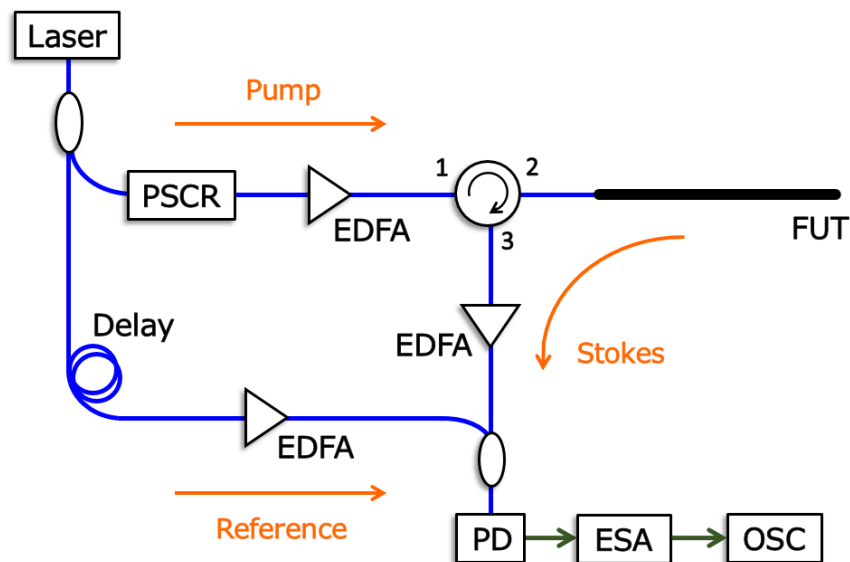 Laser
Pump
1
2
PSCR
EDFA
3
FUT
Delay
EDFA
Stokes
EDFA
Reference
PD
ESA
OSC